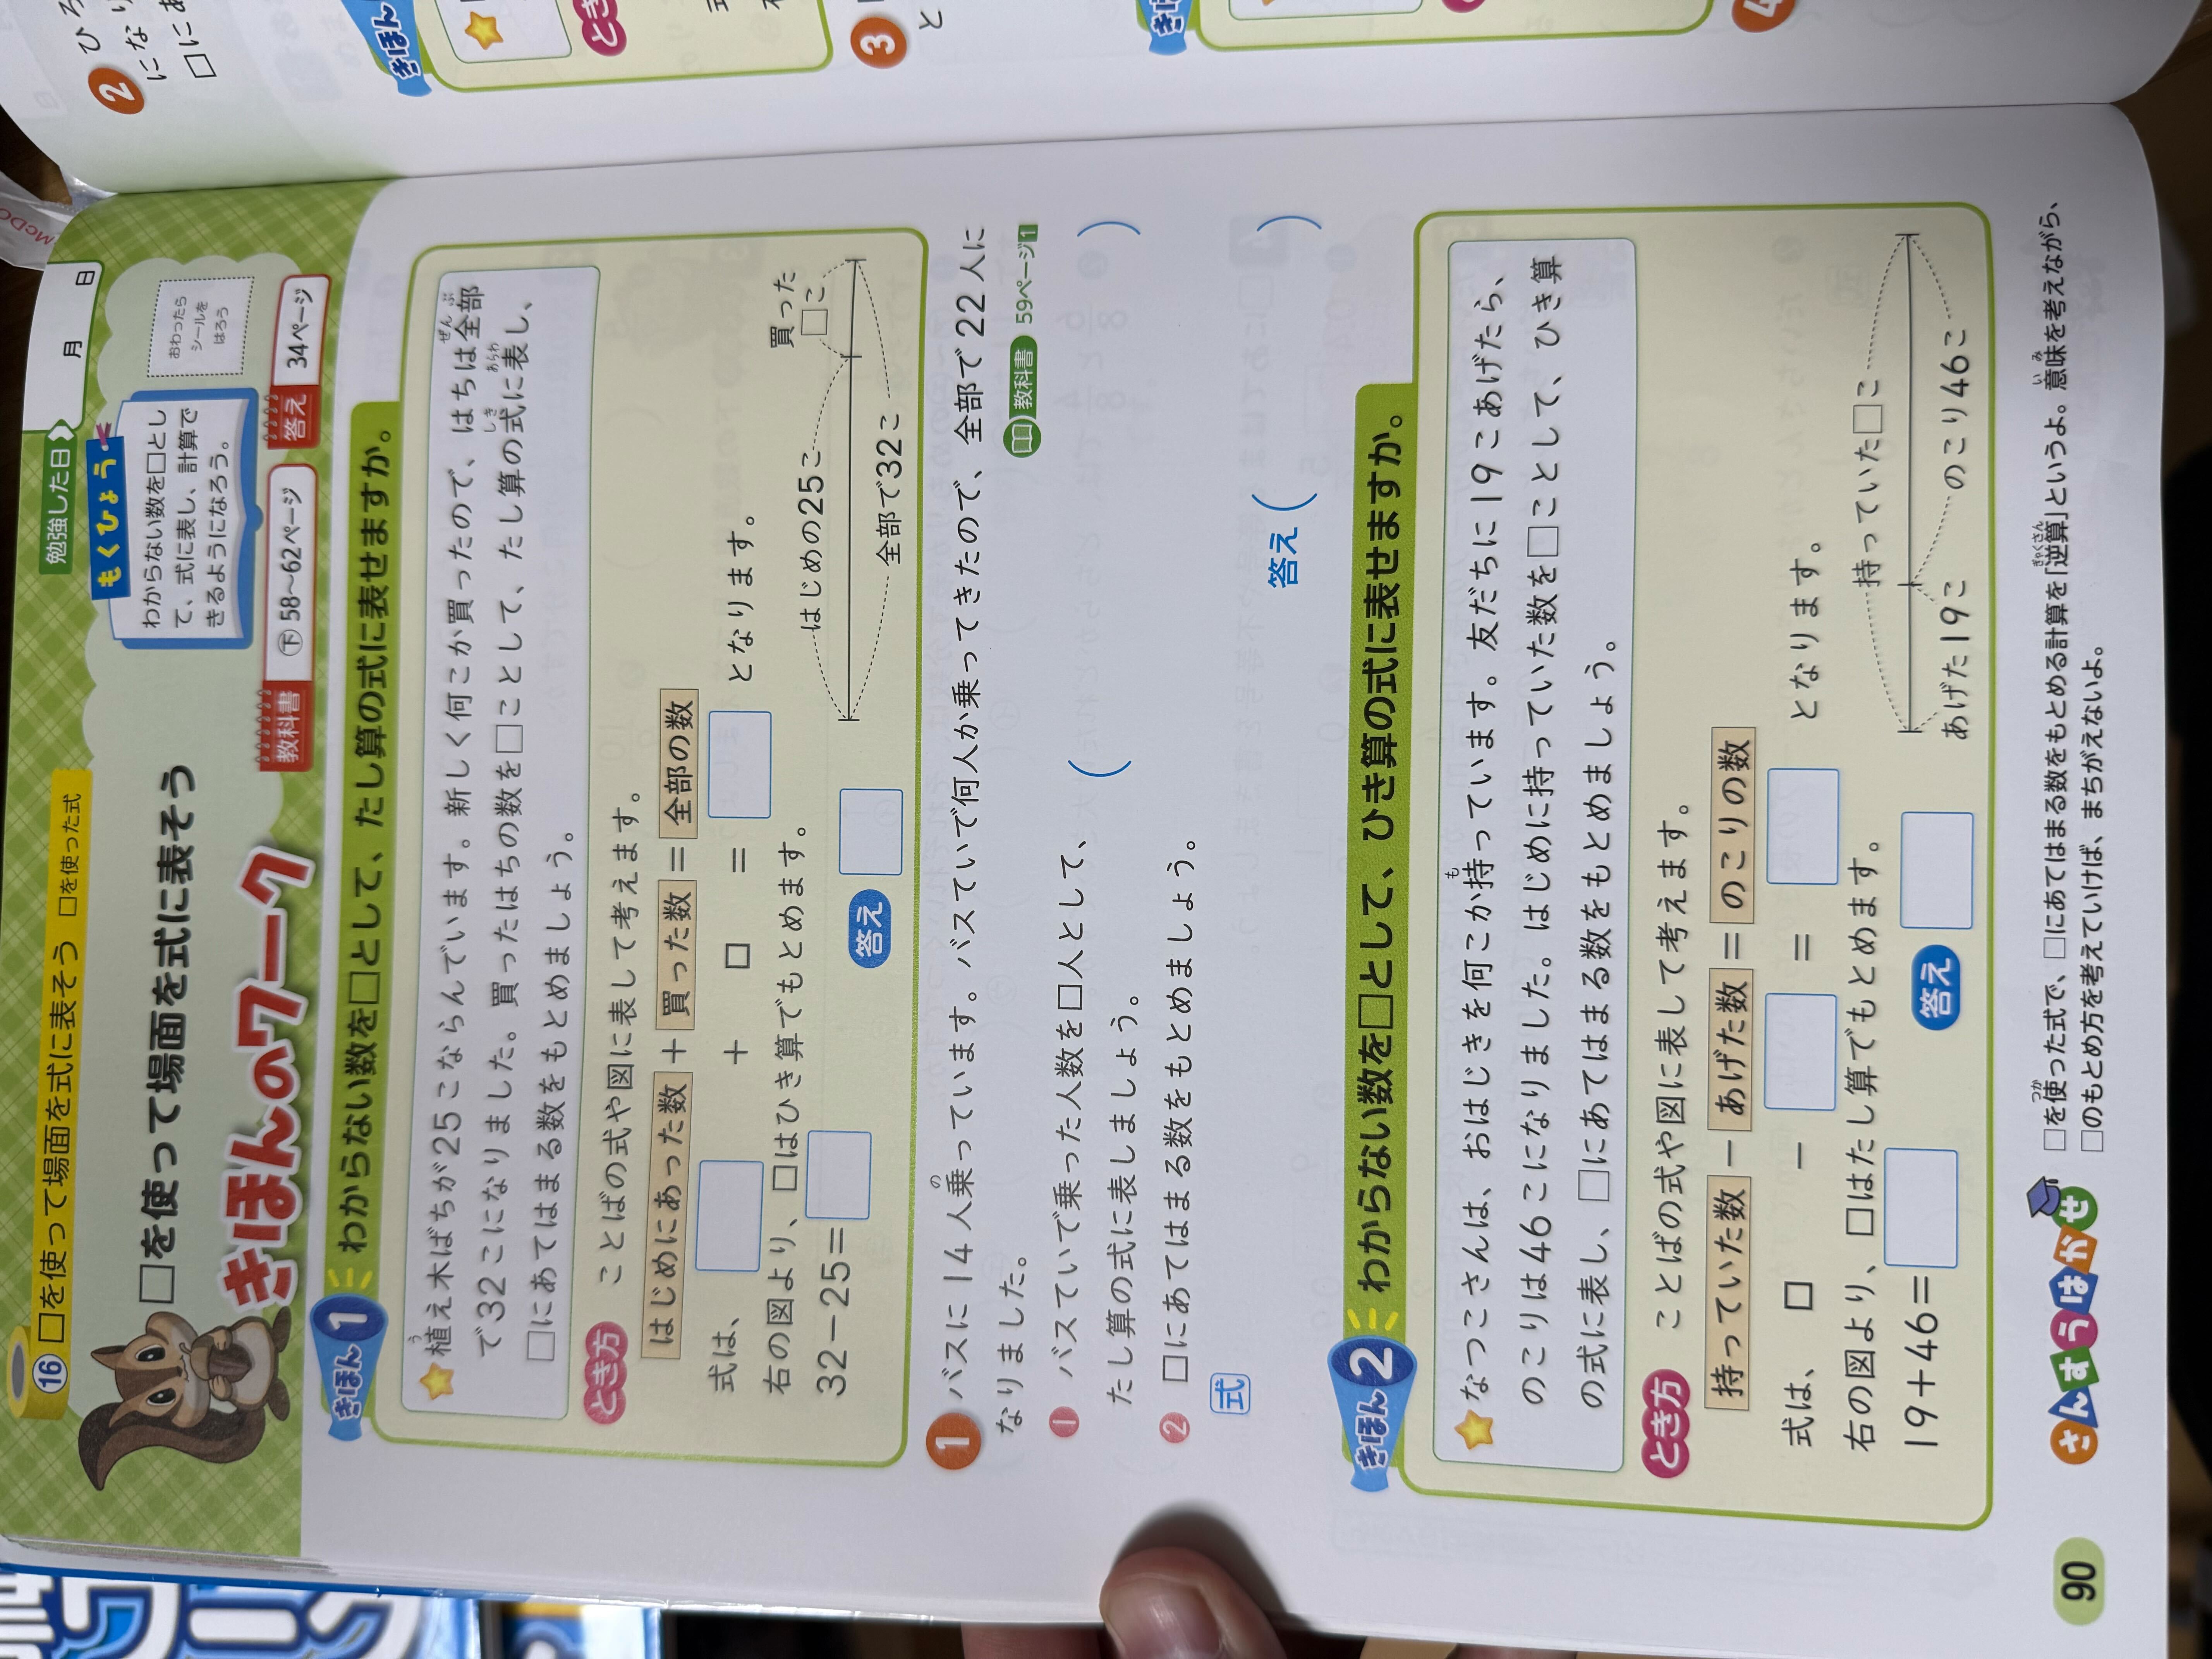 勉強した日 月 日
⑯ □を使って場面を式に表そう □を使った式
□を使って場面を式に表そう
きほんのワーク
もくひょう
わからない数を□とし
て、式に表し、計算で
きるようになろう。
おわったら
シールを
はろう
教科書 下 58〜62ページ 答え 34ページ
きほん 1 わからない数を□として、たし算の式に表せますか。
植え木ばちが25こならんでいます。新しく何こか買ったので、はちは全部
で32こになりました。買ったはちの数を□ことして、たし算の式に表し、
□にあてはまる数をもとめましょう。
とき方 ことばの式や図に表して考えます。
はじめにあった数 + 買った数 = 全部の数
式は、 □ + □ = □ となります。
右の図より、□はひき算でもとめます。
32−25=□ 答え □
買った
□こ
はじめの25こ
全部で32こ
1 バスに14人乗っています。バスていで何人か乗ってきたので、全部で22人に
なりました。
教科書 59ページ1
❶ バスていで乗った人数を□人として、
たし算の式に表しましょう。 ( )
❷ □にあてはまる数をもとめましょう。
式 答え ( )
きほん 2 わからない数を□として、ひき算の式に表せますか。
なつこさんは、おはじきを何こか持っています。友だちに19こあげたら、
のこりは46こになりました。はじめに持っていた数を□ことして、ひき算
の式に表し、□にあてはまる数をもとめましょう。
とき方 ことばの式や図に表して考えます。
持っていた数 − あげた数 = のこりの数
式は、 □ − □ = □ となります。
右の図より、□はたし算でもとめます。
19+46=□ 答え □
持っていた□こ
あげた19こ のこり46こ
さんすうはかせ □を使った式で、□にあてはまる数をもとめる計算を「逆算」というよ。意味を考えながら、
□のもとめ方を考えていけば、まちがえないよ。
90
2 ひろ
にな
□に
きほん
とき
3
と
きほ
4
ワーク